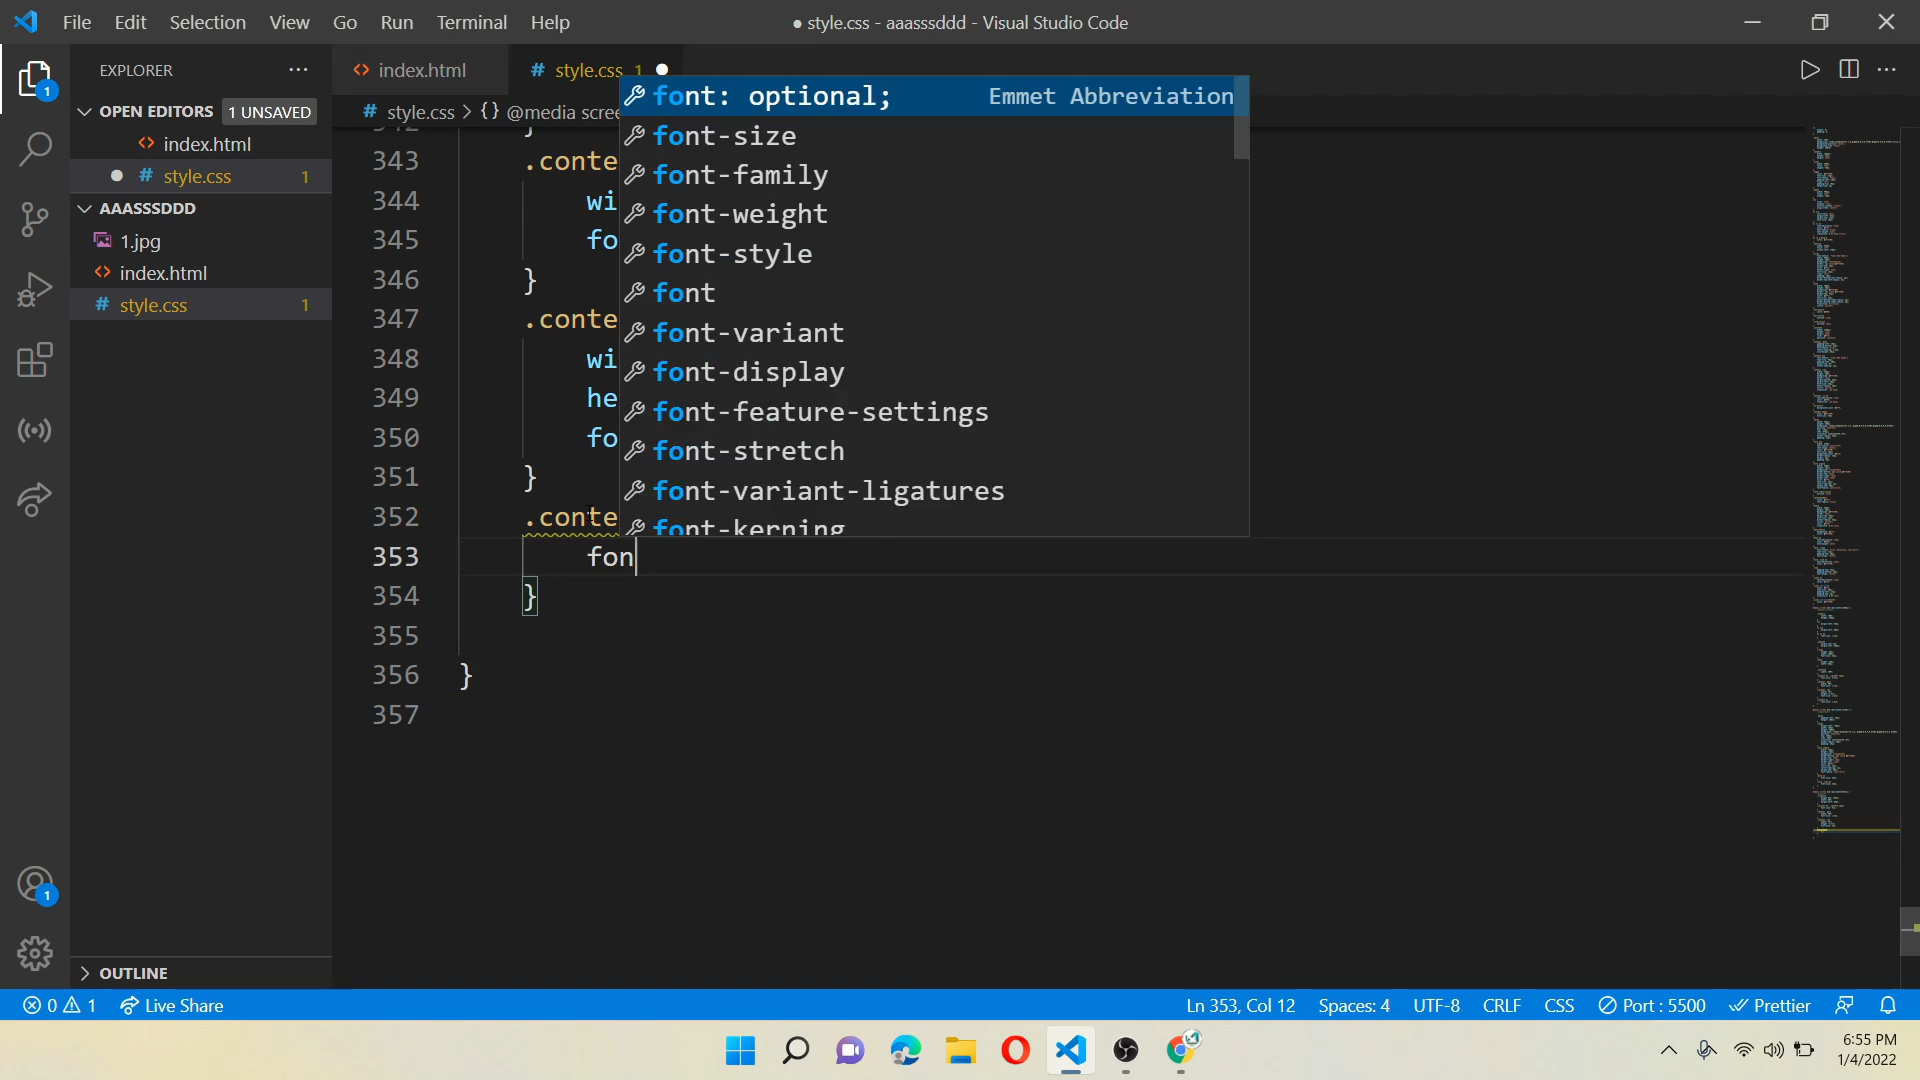 File Edit Selection View Go Run Terminal Help
● style.css - aaasssddd - Visual Studio Code
EXPLORER
index.html
style.css 1
OPEN EDITORS 1 UNSAVED
index.html
style.css 1
AAASSSDDD
1.jpg
index.html
style.css 1
OUTLINE
style.css > {} @media scree
343 .conte
344 wi
345 fo
346 }
347 .conte
348 wi
349 he
350 fo
351 }
352 .conte
353 fon
354 }
355
356 }
357
font: optional; Emmet Abbreviation
font-size
font-family
font-weight
font-style
font
font-variant
font-display
font-feature-settings
font-stretch
font-variant-ligatures
font-kerning
1
1
0 1 Live Share
Ln 353, Col 12 Spaces: 4 UTF-8 CRLF CSS Port : 5500 Prettier
6:55 PM
1/4/2022